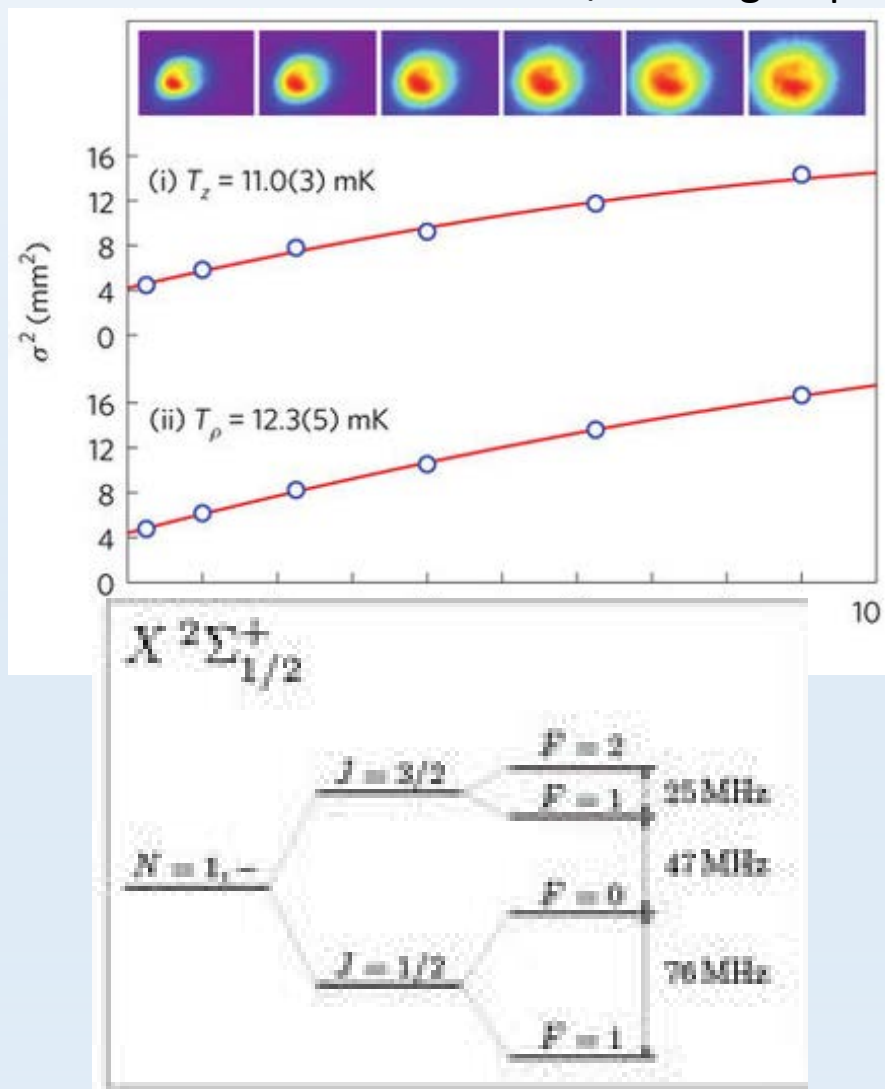 16
(i) T_z = 11.0(3) mK
12
8
4
0
σ² (mm²)
16
(ii) T_ρ = 12.3(5) mK
12
8
4
0
10
X ²Σ⁺₁/₂
F = 2
J = 3/2
25 MHz
F = 1
47 MHz
N = 1, −
F = 0
J = 1/2
76 MHz
F = 1